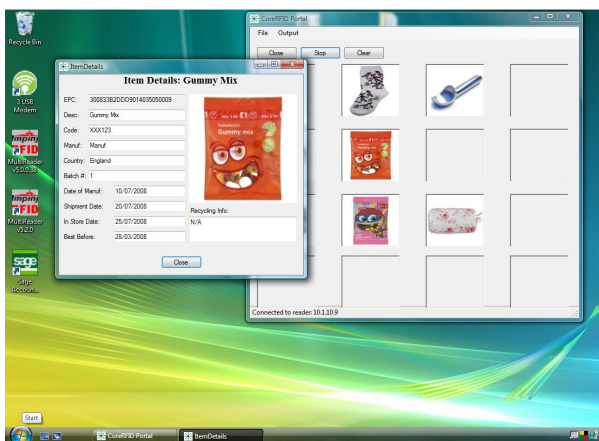 Recycle Bin
3 USB
Modem
Impinj
RFID
MultiReader
v5.0.0.38
Impinj
RFID
MultiReader
v5.2.0
sage
Sage
Accoun...
CoreRFID Portal
File Output
Close Stop Clear
ItemDetails
Item Details: Gummy Mix
EPC: 300833B2DDD9014035050009
Desc: Gummy Mix
Code: XXX123
Manuf: Manuf
Country: England
Batch #: 1
Date of Manuf: 10/07/2008
Shipment Date: 20/07/2008
In Store Date: 25/07/2008
Best Before: 28/03/2008
Gummy mix
Recycling Info:
N/A
Close
Connected to reader: 10.1.10.9
Start
CoreRFID Portal
ItemDetails